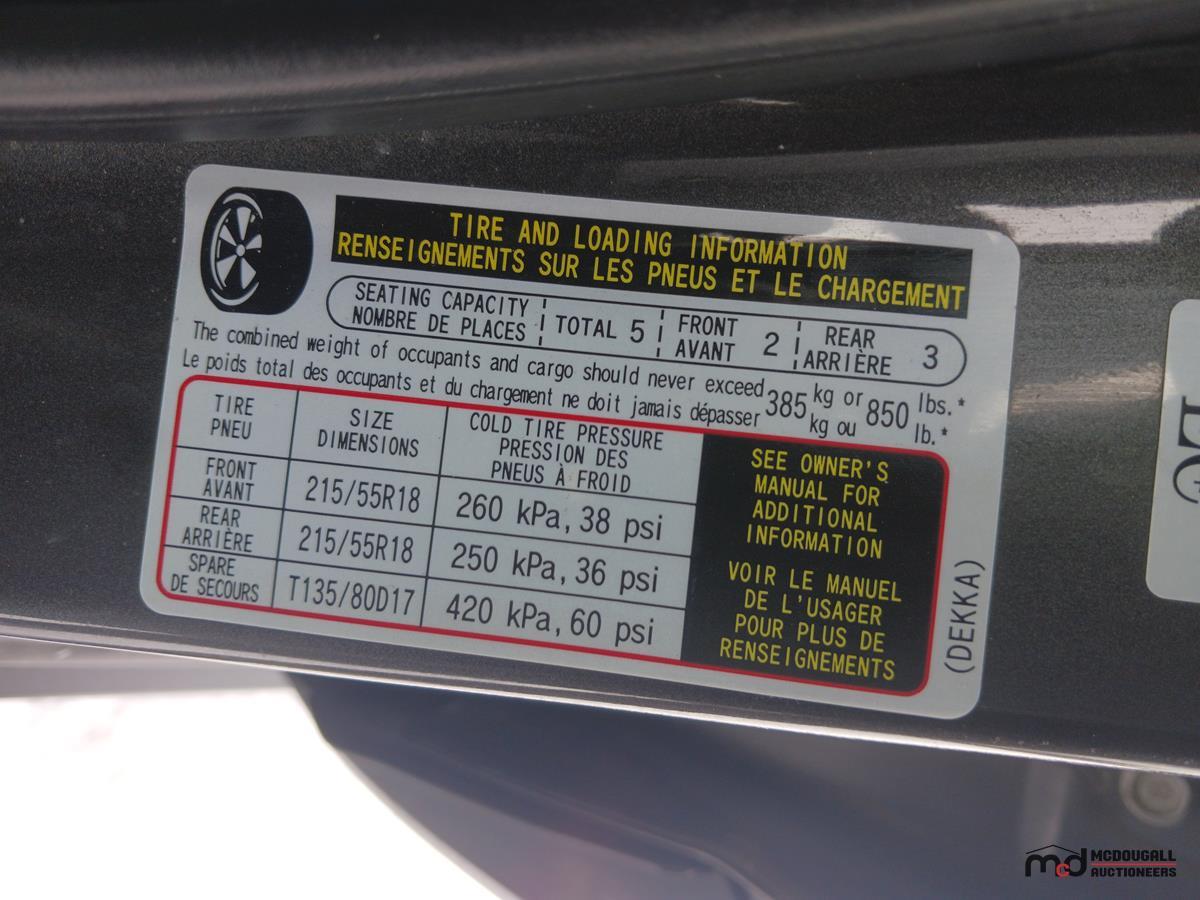 TIRE AND LOADING INFORMATION
RENSEIGNEMENTS SUR LES PNEUS ET LE CHARGEMENT
SEATING CAPACITY
NOMBRE DE PLACES
TOTAL 5
FRONT
AVANT
2
REAR
ARRIÈRE
3
The combined weight of occupants and cargo should never exceed 385 kg or 850 lbs.*
Le poids total des occupants et du chargement ne doit jamais dépasser kg ou lb.*
TIRE
PNEU
SIZE
DIMENSIONS
COLD TIRE PRESSURE
PRESSION DES
PNEUS À FROID
FRONT
AVANT
215/55R18
260 kPa, 38 psi
REAR
ARRIÈRE
215/55R18
250 kPa, 36 psi
SPARE
DE SECOURS
T135/80D17
420 kPa, 60 psi
SEE OWNER'S
MANUAL FOR
ADDITIONAL
INFORMATION
VOIR LE MANUEL
DE L'USAGER
POUR PLUS DE
RENSEIGNEMENTS
(DEKKA)
mcd
MCDOUGALL
AUCTIONEERS